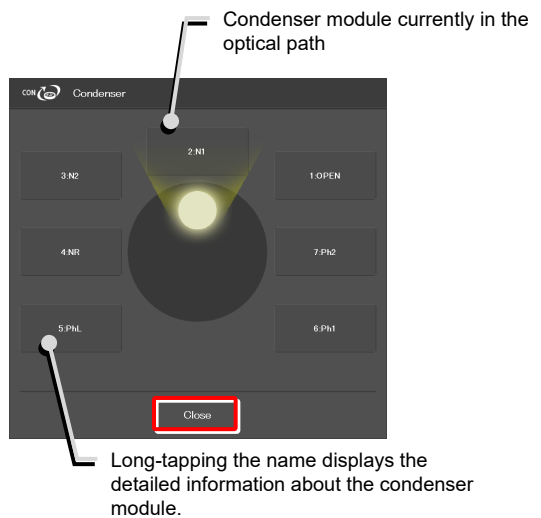 Condenser module currently in the
optical path
CON Condenser
2:N1
3:N2
1:OPEN
4:NR
7:Ph2
5:PhL
6:Ph1
Close
Long-tapping the name displays the
detailed information about the condenser
module.